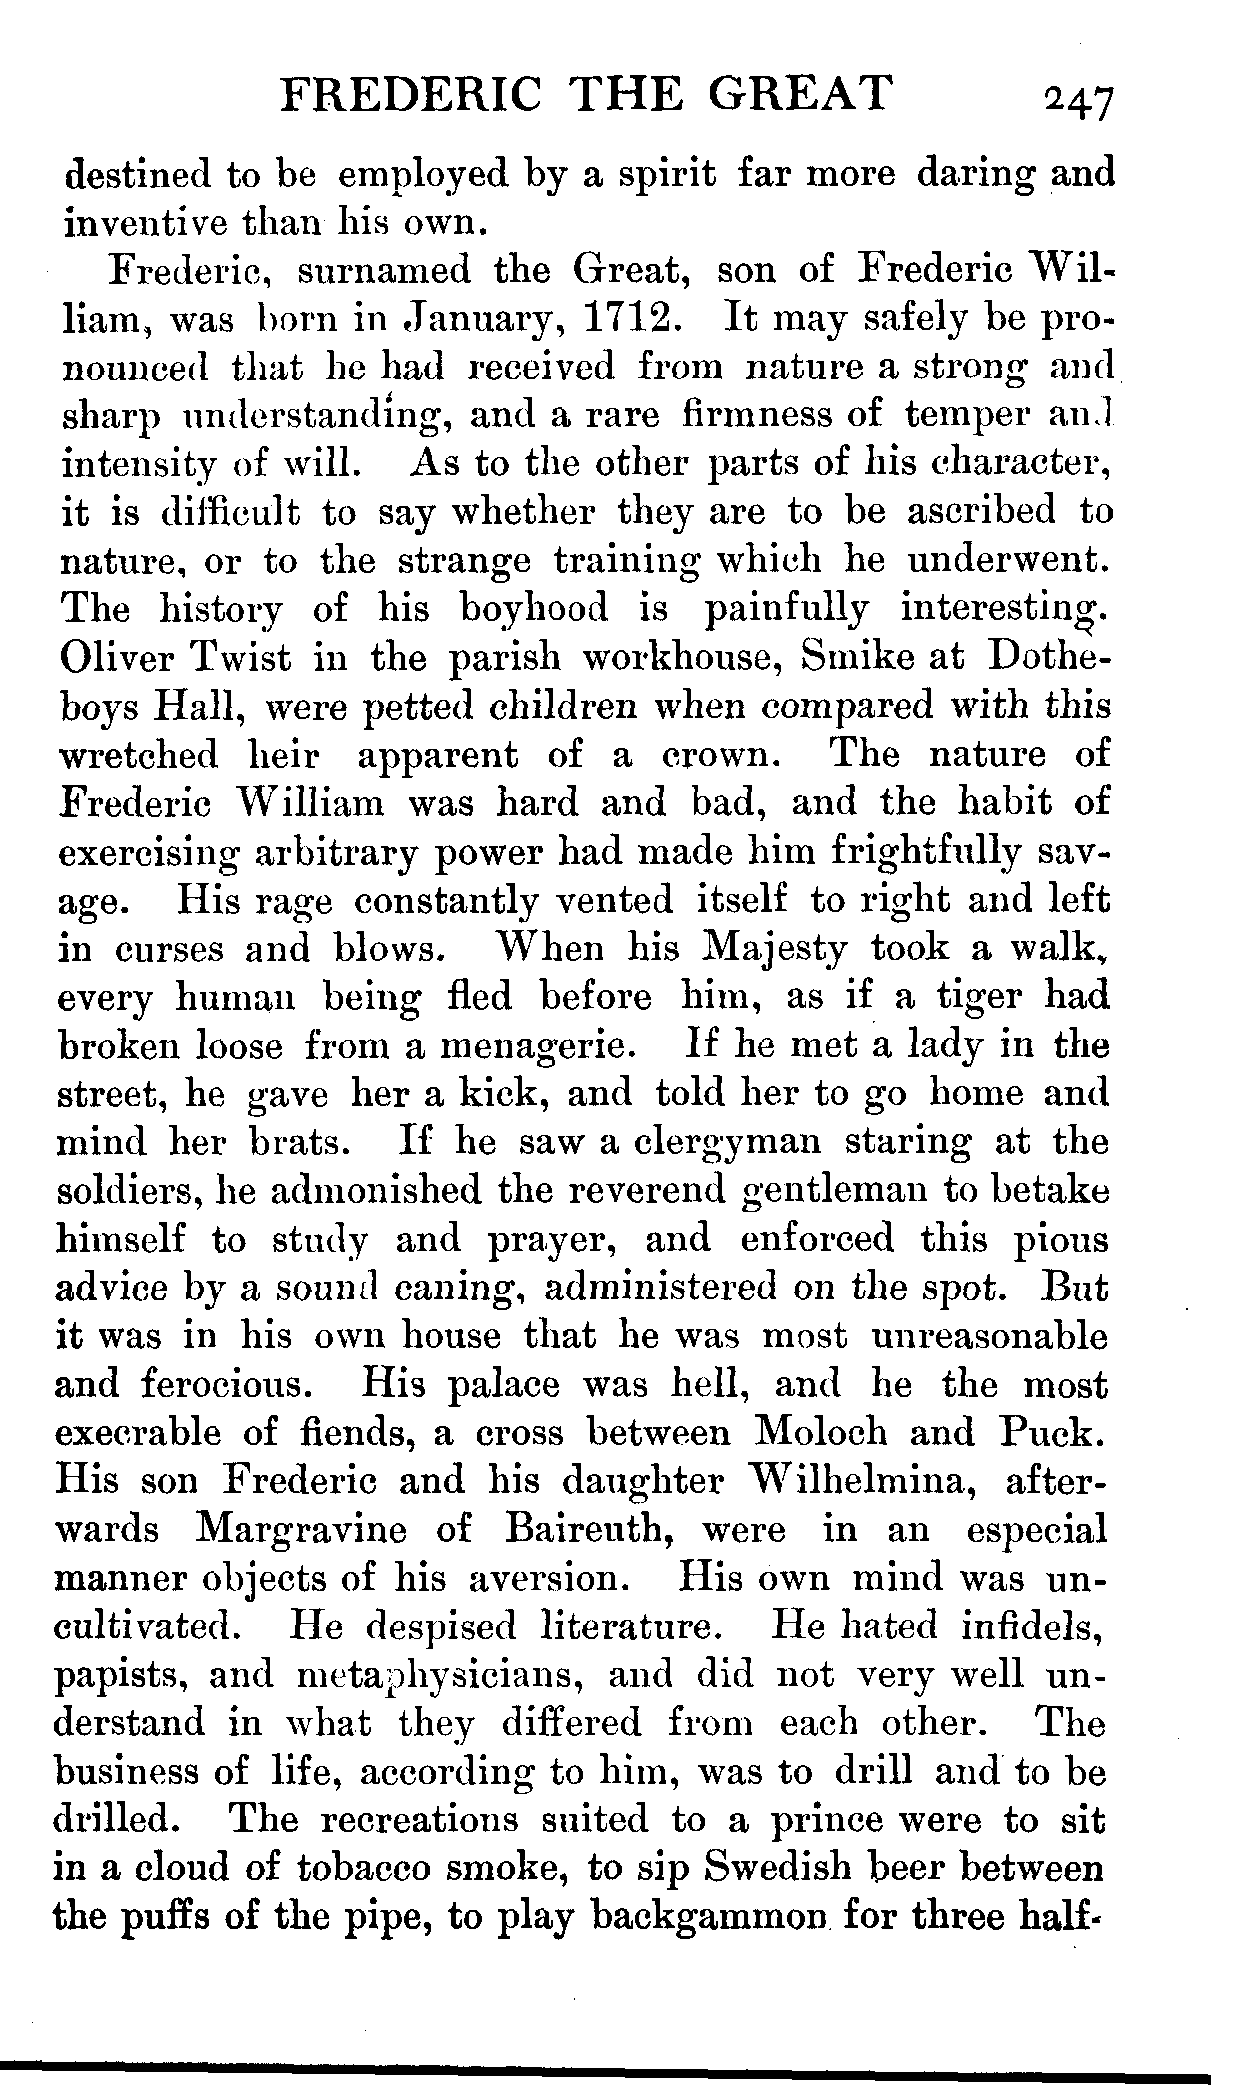 FREDERIC THE GREAT 247
destined to be employed by a spirit far more daring and
inventive than his own.
Frederic, surnamed the Great, son of Frederic Wil-
liam, was born in January, 1712. It may safely be pro-
nounced that he had received from nature a strong and
sharp understanding, and a rare firmness of temper and
intensity of will. As to the other parts of his character,
it is difficult to say whether they are to be ascribed to
nature, or to the strange training which he underwent.
The history of his boyhood is painfully interesting.
Oliver Twist in the parish workhouse, Smike at Dothe-
boys Hall, were petted children when compared with this
wretched heir apparent of a crown. The nature of
Frederic William was hard and bad, and the habit of
exercising arbitrary power had made him frightfully sav-
age. His rage constantly vented itself to right and left
in curses and blows. When his Majesty took a walk,
every human being fled before him, as if a tiger had
broken loose from a menagerie. If he met a lady in the
street, he gave her a kick, and told her to go home and
mind her brats. If he saw a clergyman staring at the
soldiers, he admonished the reverend gentleman to betake
himself to study and prayer, and enforced this pious
advice by a sound caning, administered on the spot. But
it was in his own house that he was most unreasonable
and ferocious. His palace was hell, and he the most
execrable of fiends, a cross between Moloch and Puck.
His son Frederic and his daughter Wilhelmina, after-
wards Margravine of Baireuth, were in an especial
manner objects of his aversion. His own mind was un-
cultivated. He despised literature. He hated infidels,
papists, and metaphysicians, and did not very well un-
derstand in what they differed from each other. The
business of life, according to him, was to drill and to be
drilled. The recreations suited to a prince were to sit
in a cloud of tobacco smoke, to sip Swedish beer between
the puffs of the pipe, to play backgammon for three half-